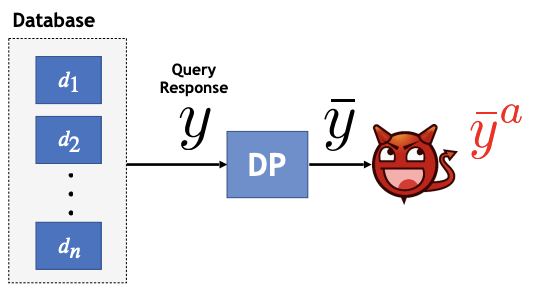 Database
d₁
d₂
dₙ
Query
Response
y
DP
ȳ
ȳᵃ